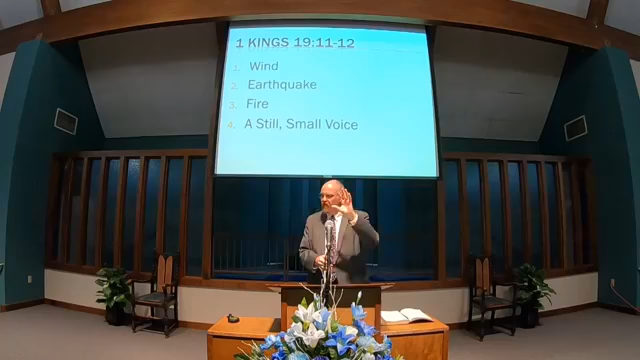 1 KINGS 19:11-12
1. Wind
2. Earthquake
3. Fire
4. A Still, Small Voice